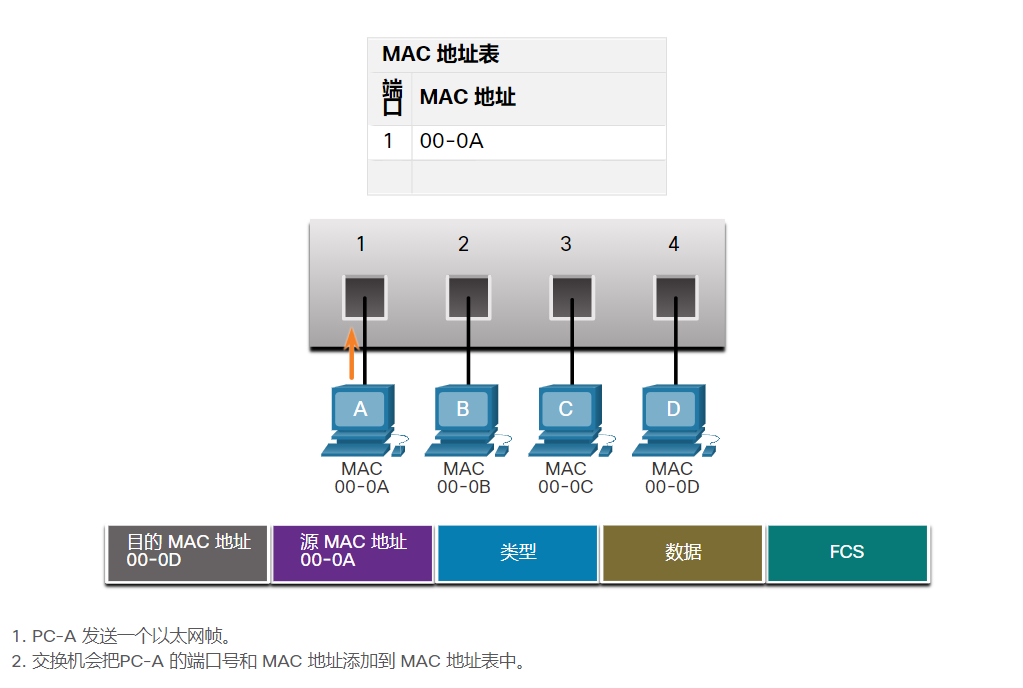 MAC 地址表
端口 MAC 地址
1 00-0A
1 2 3 4
A B C D
MAC MAC MAC MAC
00-0A 00-0B 00-0C 00-0D
目的 MAC 地址 源 MAC 地址 类型 数据 FCS
00-0D 00-0A
1. PC-A 发送一个以太网帧。
2. 交换机会把PC-A 的端口号和 MAC 地址添加到 MAC 地址表中。